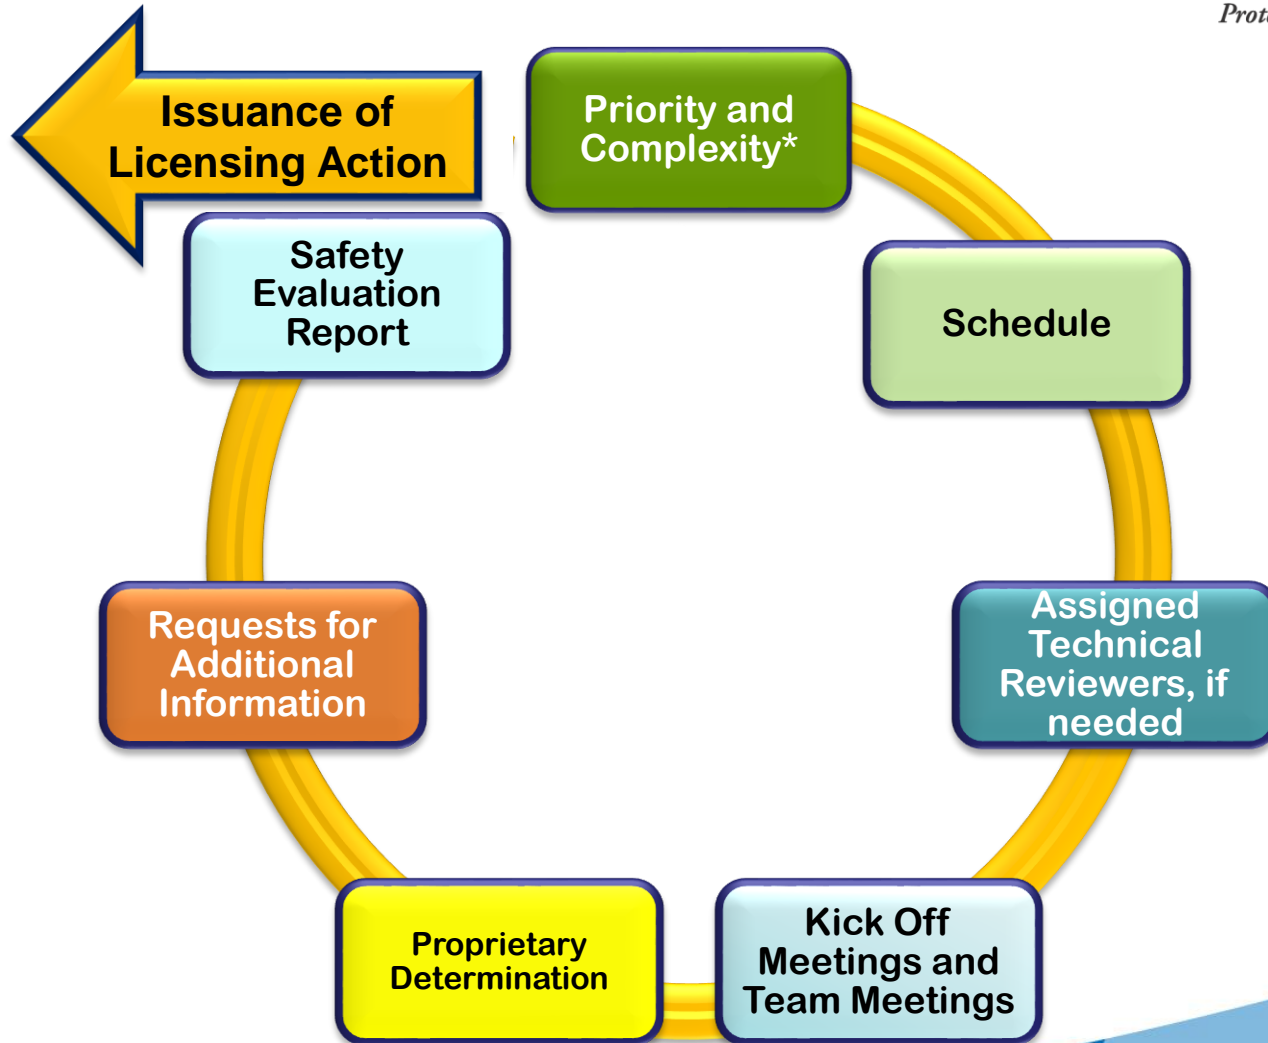 Issuance of
Licensing Action
Priority and
Complexity*
Schedule
Assigned
Technical
Reviewers, if
needed
Kick Off
Meetings and
Team Meetings
Proprietary
Determination
Requests for
Additional
Information
Safety
Evaluation
Report